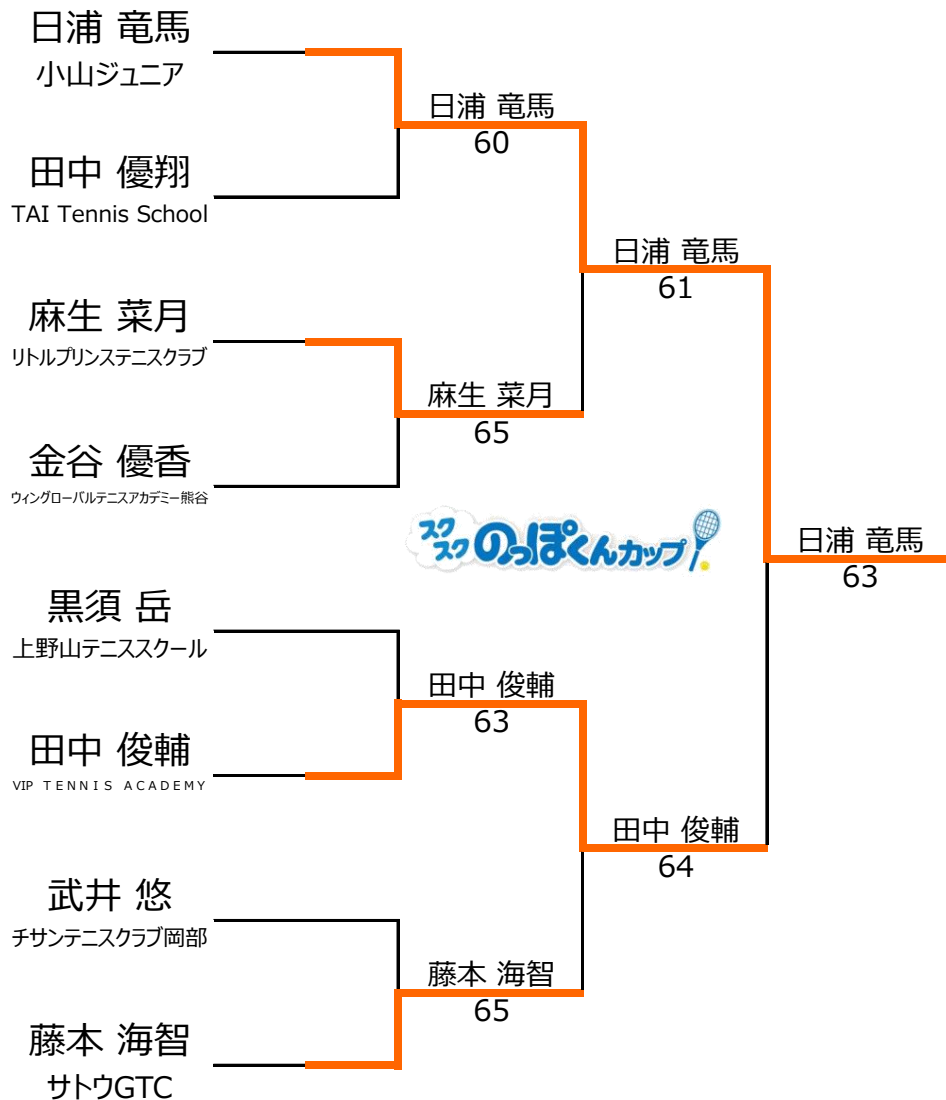 日浦 竜馬
小山ジュニア
日浦 竜馬
60
田中 優翔
TAI Tennis School
日浦 竜馬
61
麻生 菜月
リトルプリンステニスクラブ
麻生 菜月
65
金谷 優香
ウィングローバルテニスアカデミー熊谷
スクスク のっぽくんカップ
日浦 竜馬
63
黒須 岳
上野山テニススクール
田中 俊輔
63
田中 俊輔
VIP TENNIS ACADEMY
田中 俊輔
64
武井 悠
チサンテニスクラブ岡部
藤本 海智
65
藤本 海智
サトウGTC